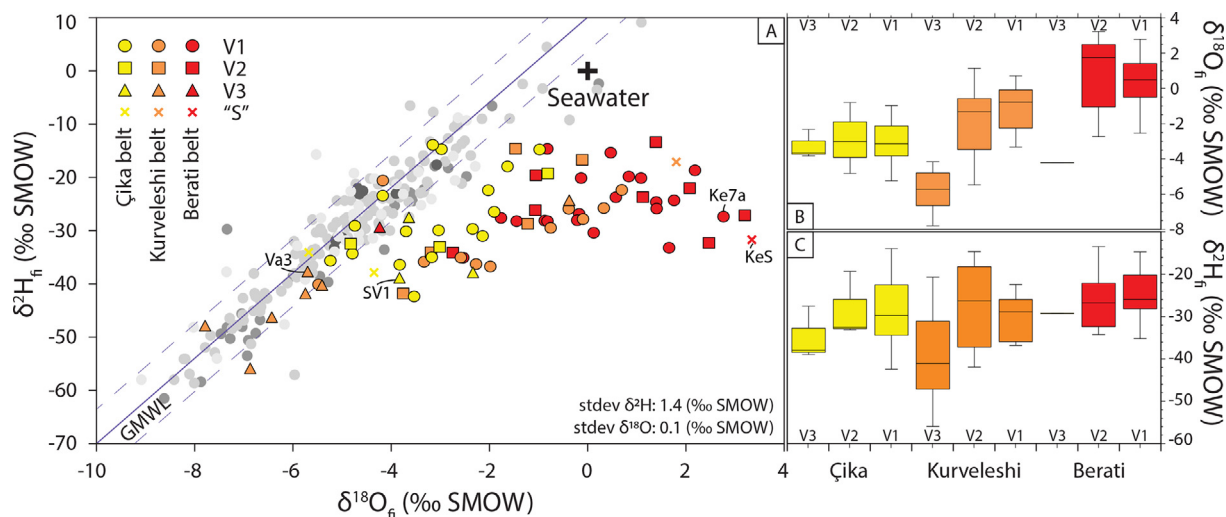 A
V1
V2
V3
“S”
Çika belt
Kurveleshi belt
Berati belt
Seawater
Ke7a
KeS
Va3
SV1
GMWL
stdev δ²H: 1.4 (‰ SMOW)
stdev δ¹⁸O: 0.1 (‰ SMOW)
10
0
-10
-20
-30
-40
-50
-60
-70
δ²Hfi (‰ SMOW)
-10 -8 -6 -4 -2 0 2 4
δ¹⁸Ofi (‰ SMOW)
V3 V2 V1 V3 V2 V1 V3 V2 V1
B
4
2
0
-2
-4
-6
-8
δ¹⁸Ofi (‰ SMOW)
C
-20
-30
-40
-50
-60
δ²Hfi (‰ SMOW)
V3 V2 V1 V3 V2 V1 V3 V2 V1
Çika Kurveleshi Berati